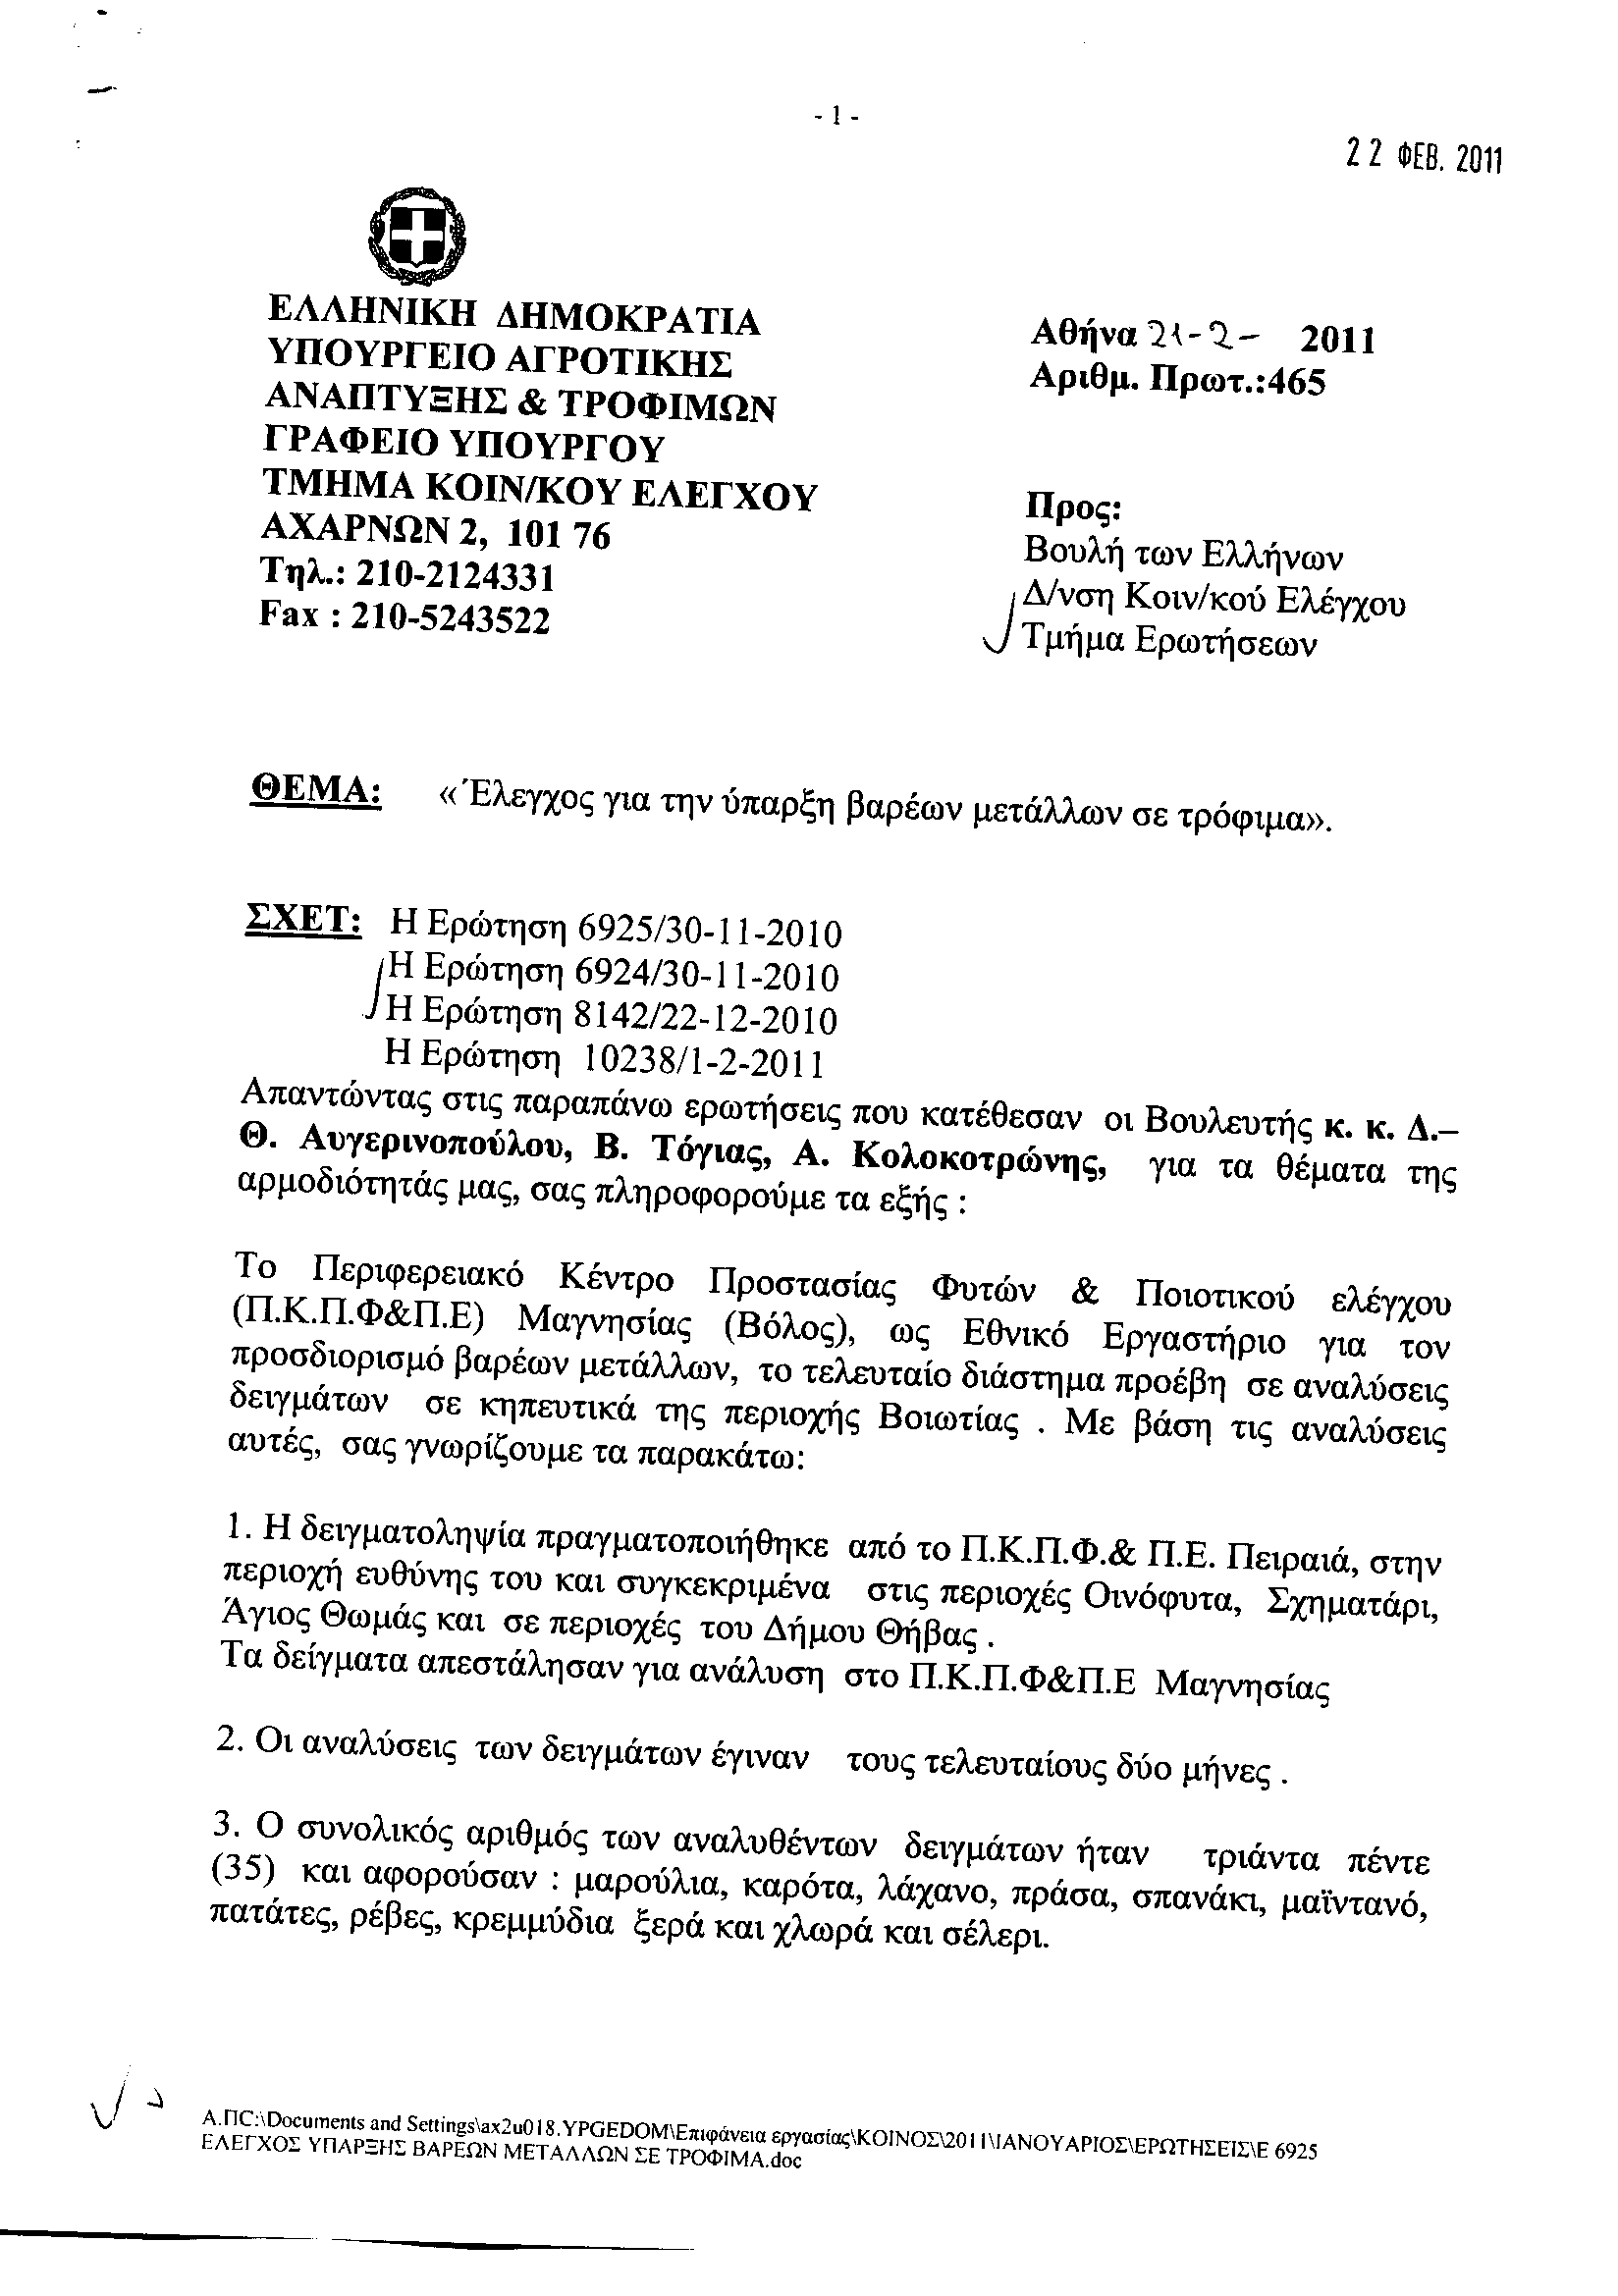 - 1 -
2 2 ΦΕΒ. 2011
ΕΛΛΗΝΙΚΗ ΔΗΜΟΚΡΑΤΙΑ
ΥΠΟΥΡΓΕΙΟ ΑΓΡΟΤΙΚΗΣ
ΑΝΑΠΤΥΞΗΣ & ΤΡΟΦΙΜΩΝ
ΓΡΑΦΕΙΟ ΥΠΟΥΡΓΟΥ
ΤΜΗΜΑ ΚΟΙΝ/ΚΟΥ ΕΛΕΓΧΟΥ
ΑΧΑΡΝΩΝ 2, 101 76
Τηλ.: 210-2124331
Fax : 210-5243522
Αθήνα 21-2- 2011
Αριθμ. Πρωτ.:465
Προς:
Βουλή των Ελλήνων
Δ/νση Κοιν/κού Ελέγχου
Τμήμα Ερωτήσεων
ΘΕΜΑ: «Έλεγχος για την ύπαρξη βαρέων μετάλλων σε τρόφιμα».
ΣΧΕΤ: Η Ερώτηση 6925/30-11-2010
Η Ερώτηση 6924/30-11-2010
Η Ερώτηση 8142/22-12-2010
Η Ερώτηση 10238/1-2-2011
Απαντώντας στις παραπάνω ερωτήσεις που κατέθεσαν οι Βουλευτής κ. κ. Δ.–
Θ. Αυγερινοπούλου, Β. Τόγιας, Α. Κολοκοτρώνης, για τα θέματα της
αρμοδιότητάς μας, σας πληροφορούμε τα εξής :
Το Περιφερειακό Κέντρο Προστασίας Φυτών & Ποιοτικού ελέγχου
(Π.Κ.Π.Φ&Π.Ε) Μαγνησίας (Βόλος), ως Εθνικό Εργαστήριο για τον
προσδιορισμό βαρέων μετάλλων, το τελευταίο διάστημα προέβη σε αναλύσεις
δειγμάτων σε κηπευτικά της περιοχής Βοιωτίας . Με βάση τις αναλύσεις
αυτές, σας γνωρίζουμε τα παρακάτω:
1. Η δειγματοληψία πραγματοποιήθηκε από το Π.Κ.Π.Φ.& Π.Ε. Πειραιά, στην
περιοχή ευθύνης του και συγκεκριμένα στις περιοχές Οινόφυτα, Σχηματάρι,
Άγιος Θωμάς και σε περιοχές του Δήμου Θήβας .
Τα δείγματα απεστάλησαν για ανάλυση στο Π.Κ.Π.Φ&Π.Ε Μαγνησίας
2. Οι αναλύσεις των δειγμάτων έγιναν τους τελευταίους δύο μήνες .
3. Ο συνολικός αριθμός των αναλυθέντων δειγμάτων ήταν τριάντα πέντε
(35) και αφορούσαν : μαρούλια, καρότα, λάχανο, πράσα, σπανάκι, μαϊντανό,
πατάτες, ρέβες, κρεμμύδια ξερά και χλωρά και σέλερι.
Α.ΠC:\Documents and Settings\ax2u018.YPGEDOM\Επιφάνεια εργασίας\ΚΟΙΝΟΣ\2011\ΙΑΝΟΥΑΡΙΟΣ\ΕΡΩΤΗΣΕΙΣ\Ε 6925
ΕΛΕΓΧΟΣ ΥΠΑΡΞΗΣ ΒΑΡΕΩΝ ΜΕΤΑΛΛΩΝ ΣΕ ΤΡΟΦΙΜΑ.doc